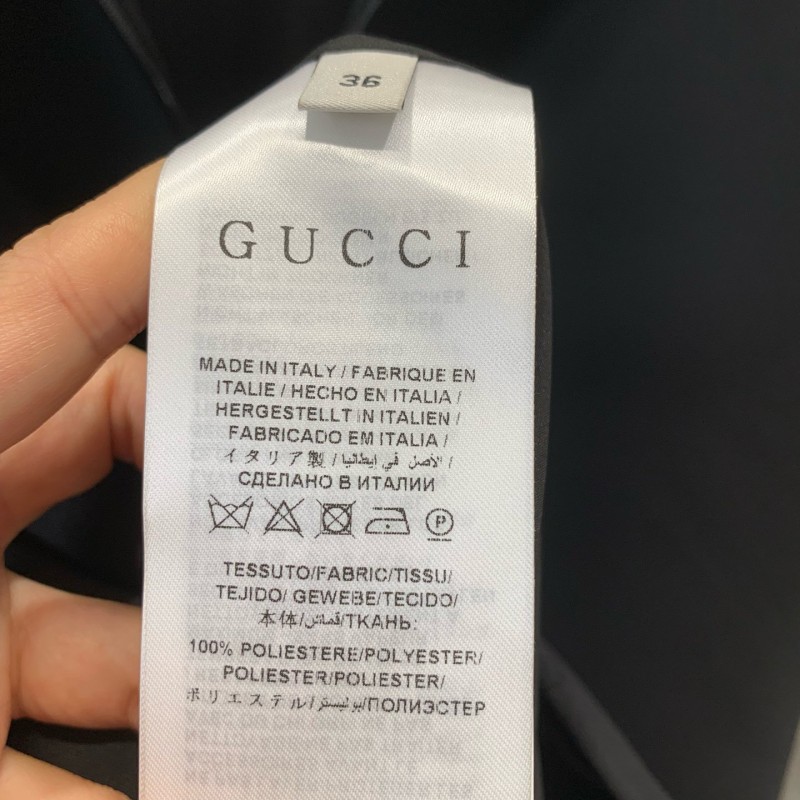 36
GUCCI
MADE IN ITALY / FABRIQUE EN
ITALIE / HECHO EN ITALIA /
HERGESTELLT IN ITALIEN /
FABRICADO EM ITALIA /
イタリア製 / الأصل في إيطاليا /
СДЕЛАНО В ИТАЛИИ
P
TESSUTO/FABRIC/TISSU/
TEJIDO/ GEWEBE/TECIDO/
本体/قماش/ТКАНЬ:
100% POLIESTERE/POLYESTER/
POLIESTER/POLIESTER/
ポリエステル/بوليستر/ПОЛИЭСТЕР